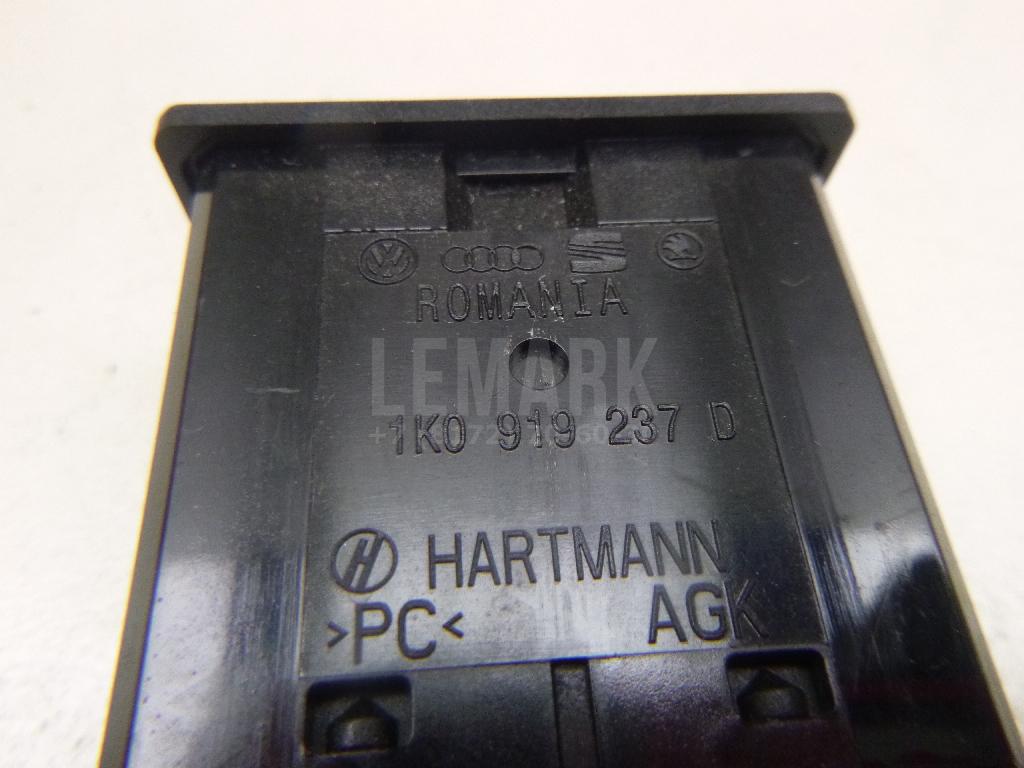 ROMANIA
LEMARK
1K0 919 237 D
HARTMANN
>PC< AGK